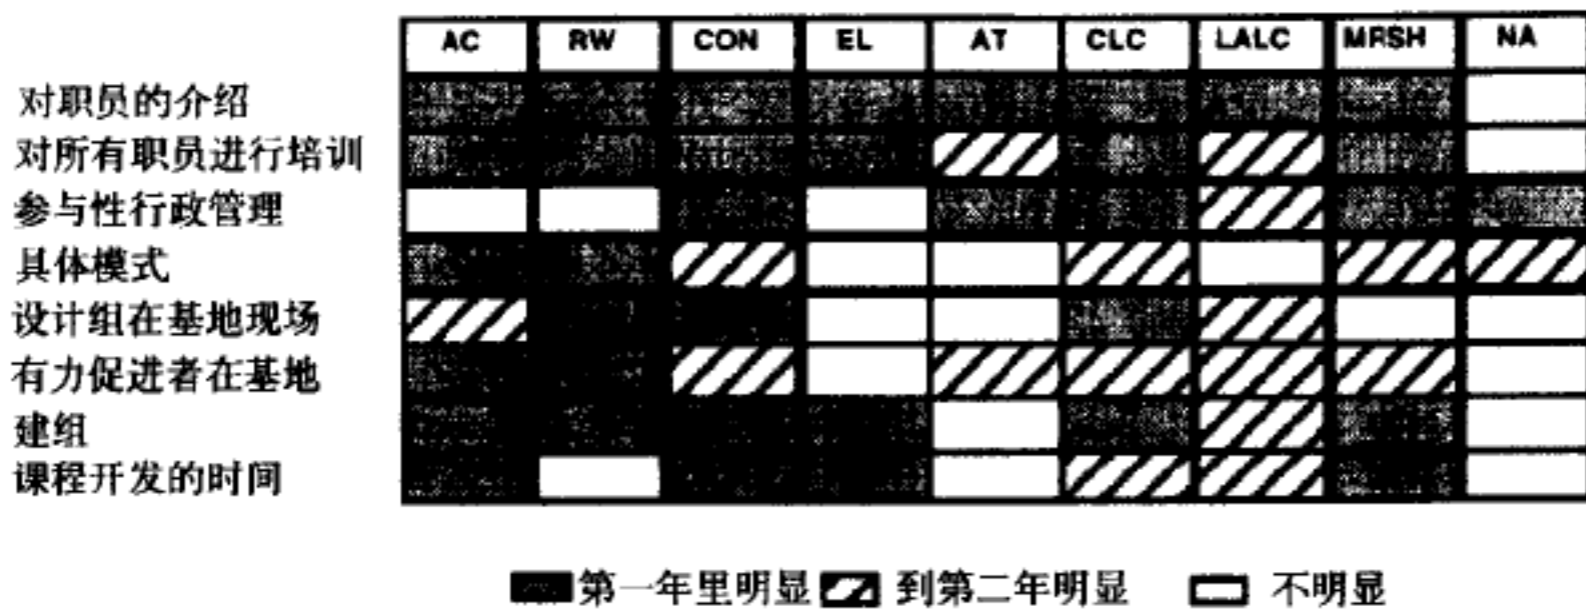 AC RW CON EL AT CLC LALC MRSH NA
对职员的介绍
对所有职员进行培训
参与性行政管理
具体模式
设计组在基地现场
有力促进者在基地
建组
课程开发的时间
第一年里明显 到第二年明显 不明显